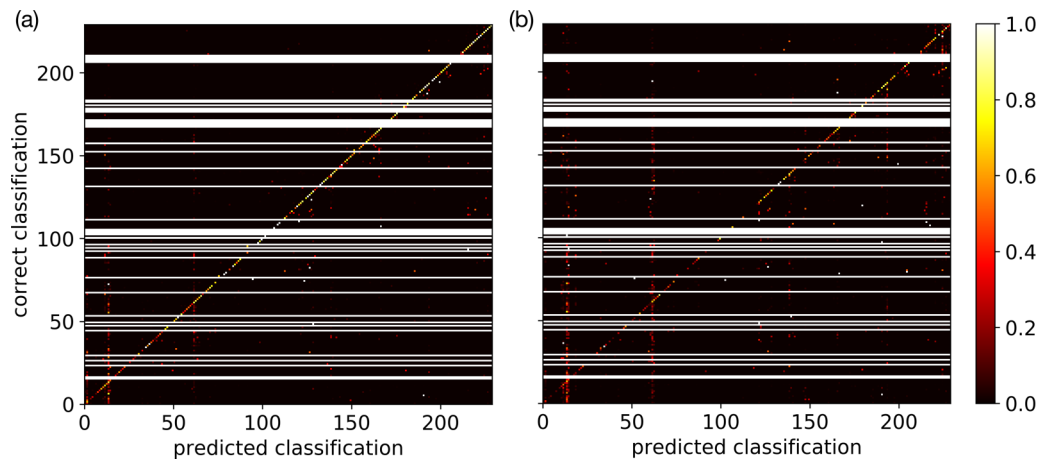 (a)
(b)
200
150
100
50
0
correct classification
0 50 100 150 200
predicted classification
0 50 100 150 200
predicted classification
1.0
0.8
0.6
0.4
0.2
0.0